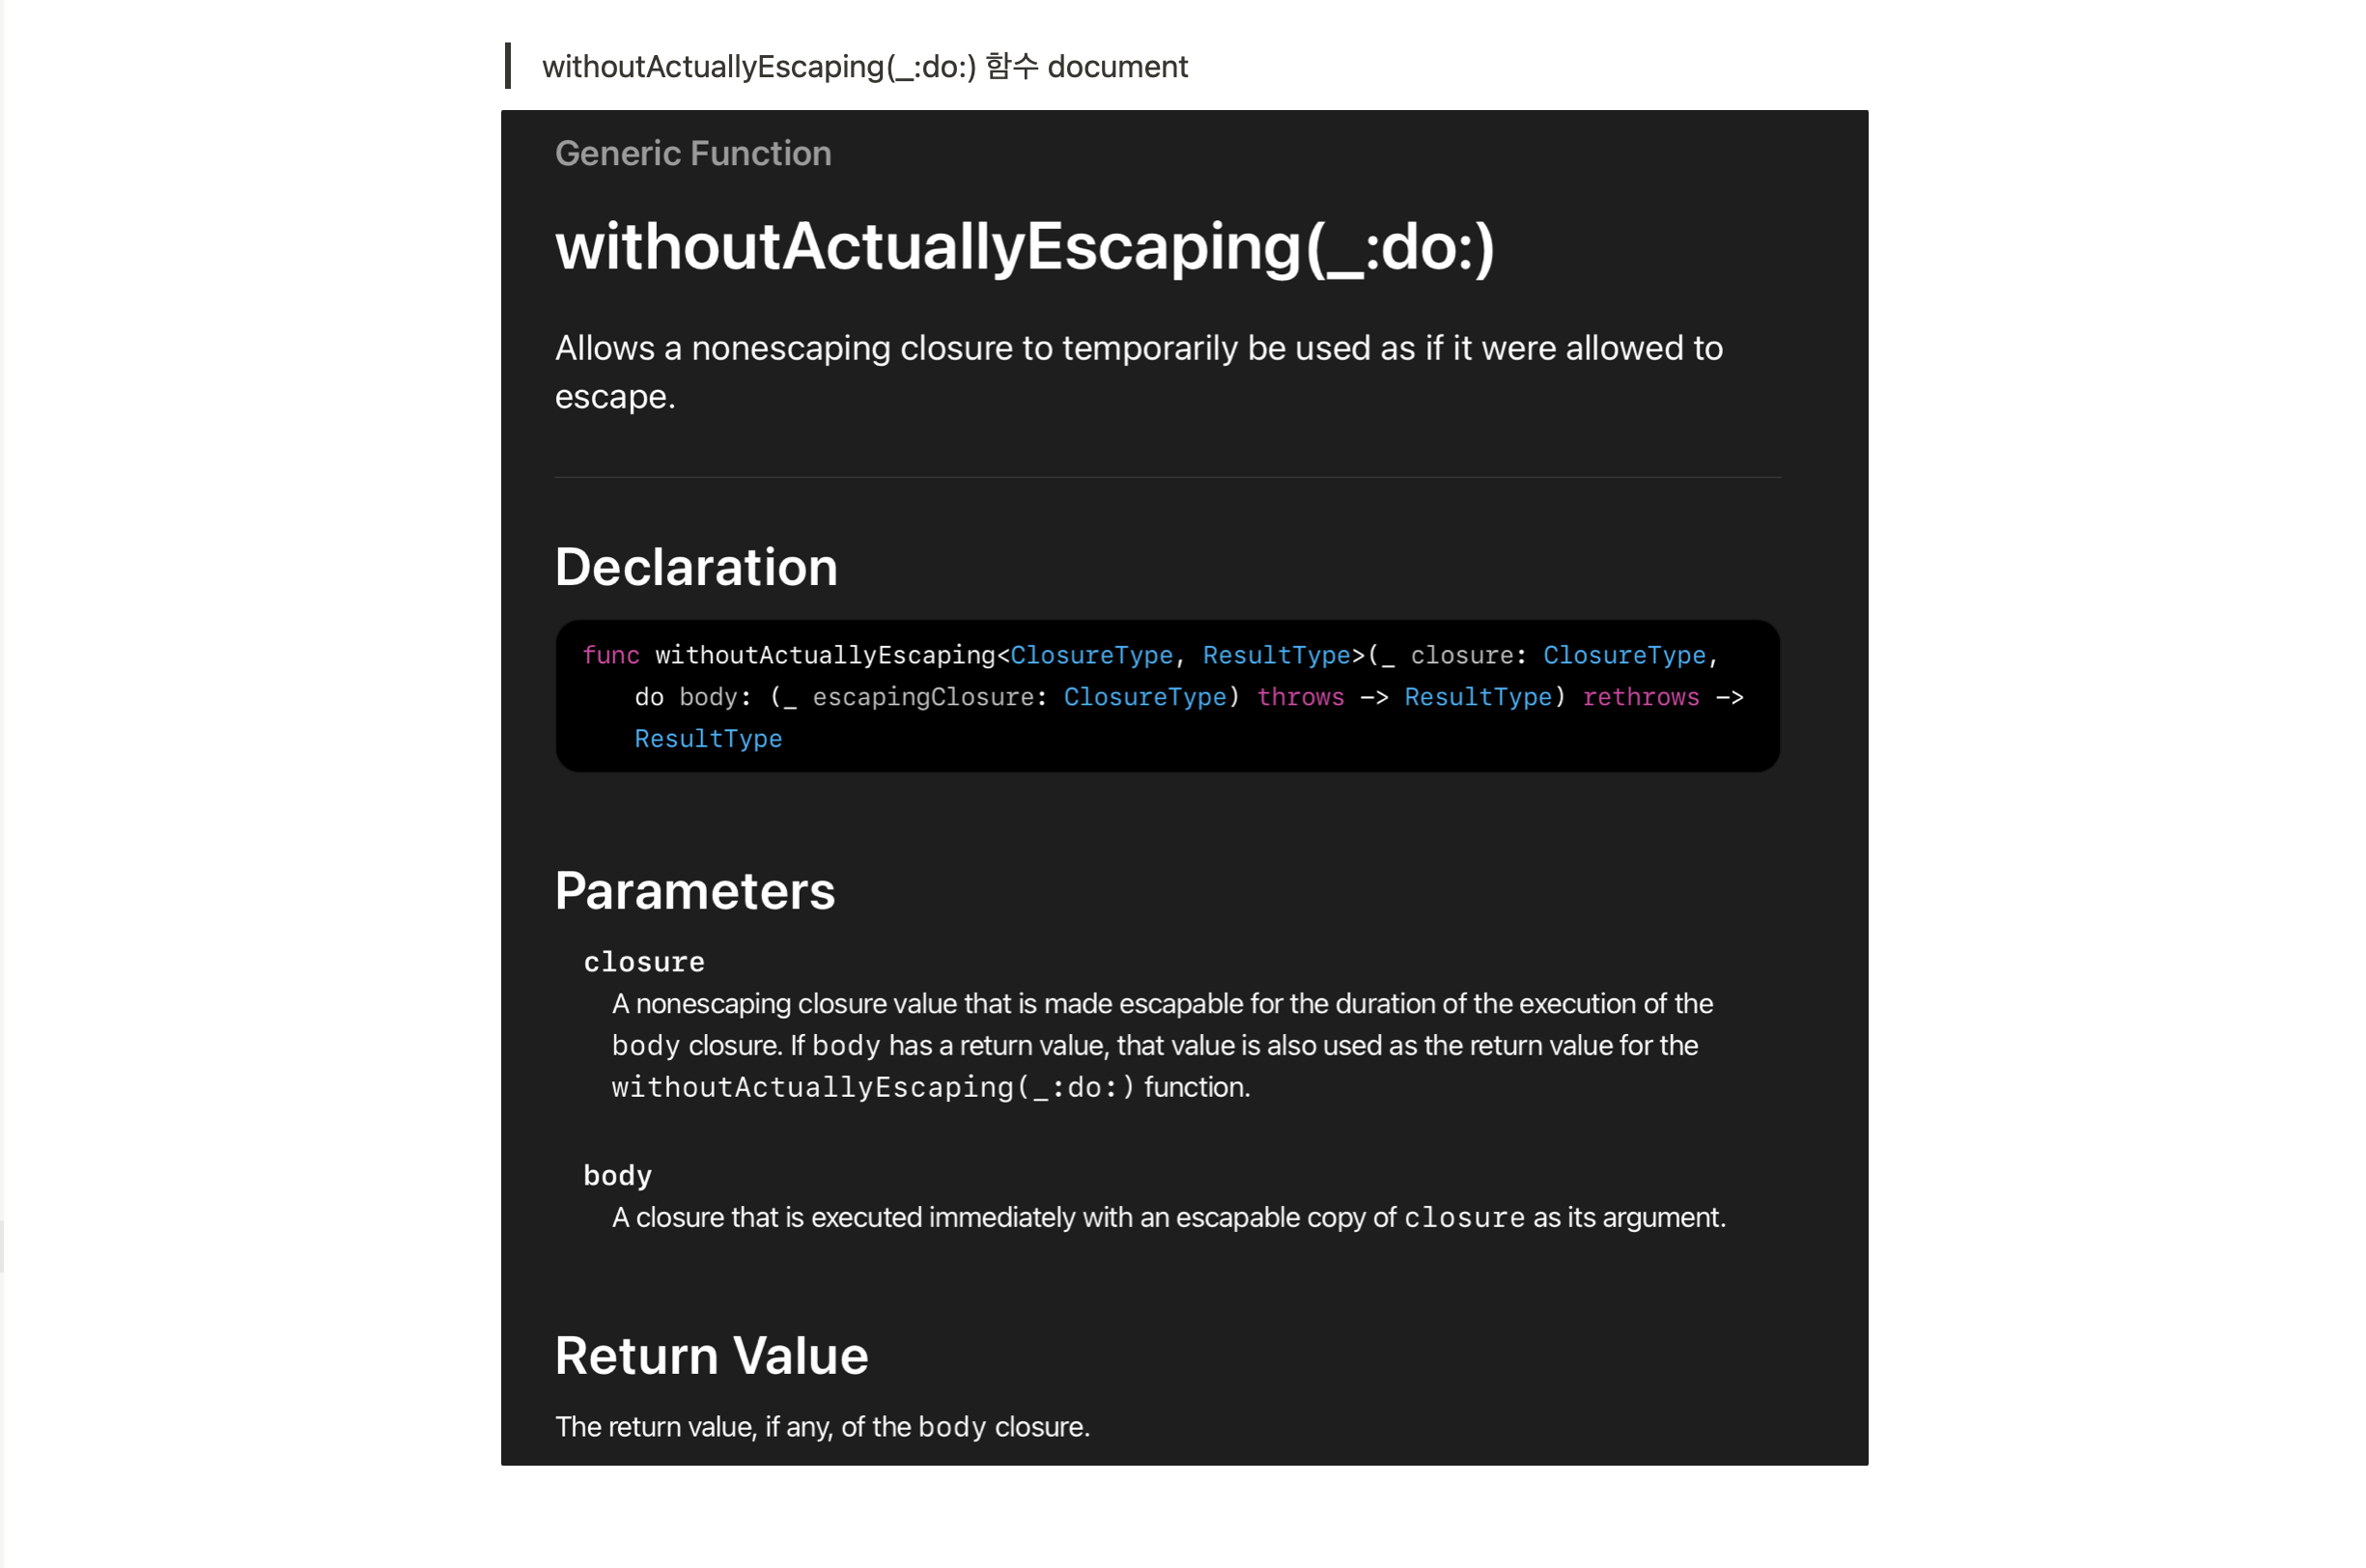 withoutActuallyEscaping(_:do:) 함수 document
Generic Function
withoutActuallyEscaping(_:do:)
Allows a nonescaping closure to temporarily be used as if it were allowed to
escape.
Declaration
func withoutActuallyEscaping<ClosureType, ResultType>(_ closure: ClosureType,
do body: (_ escapingClosure: ClosureType) throws -> ResultType) rethrows ->
ResultType
Parameters
closure
A nonescaping closure value that is made escapable for the duration of the execution of the
body closure. If body has a return value, that value is also used as the return value for the
withoutActuallyEscaping(_:do:) function.
body
A closure that is executed immediately with an escapable copy of closure as its argument.
Return Value
The return value, if any, of the body closure.